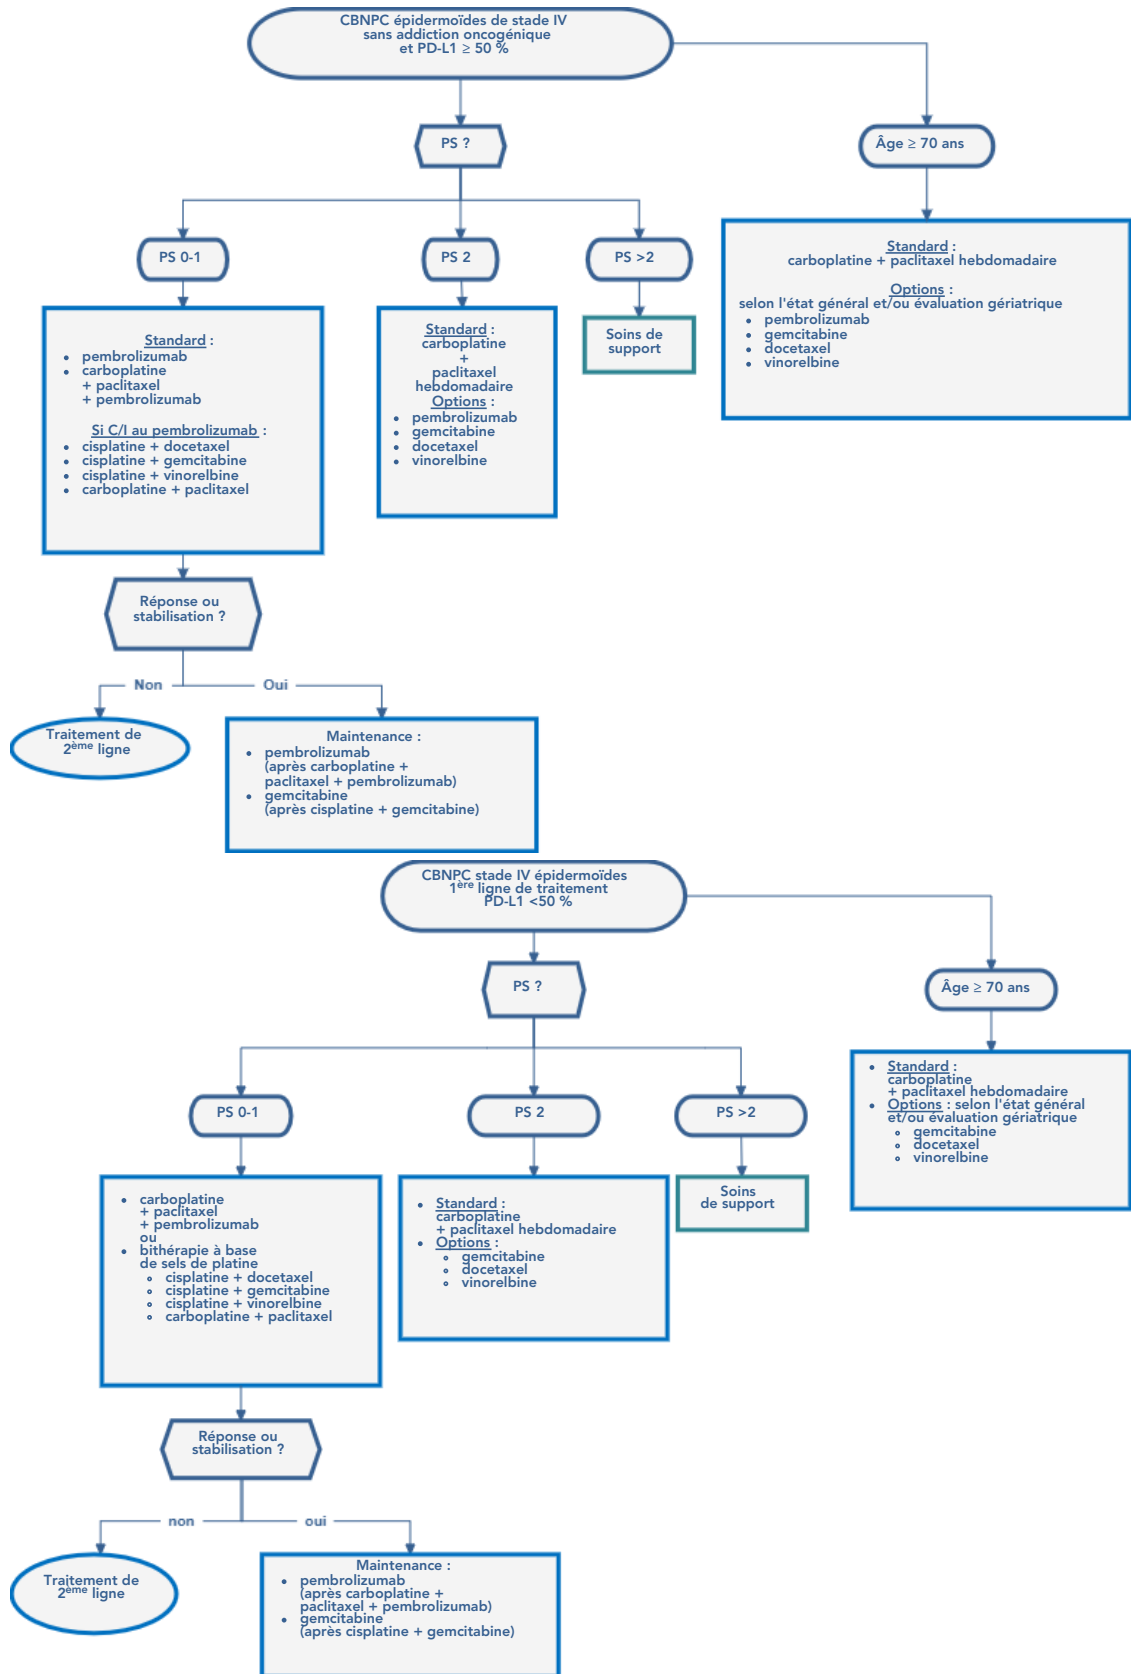 CBNPC épidermoïdes de stade IV
sans addiction oncogénique
et PD-L1 ≥ 50 %
PS ?
Âge ≥ 70 ans
PS 0-1
PS 2
PS >2
Standard :
carboplatine + paclitaxel hebdomadaire
Options :
selon l'état général et/ou évaluation gériatrique
• pembrolizumab
• gemcitabine
• docetaxel
• vinorelbine
Standard :
• pembrolizumab
• carboplatine
+ paclitaxel
+ pembrolizumab
Si C/I au pembrolizumab :
• cisplatine + docetaxel
• cisplatine + gemcitabine
• cisplatine + vinorelbine
• carboplatine + paclitaxel
Standard :
carboplatine
+
paclitaxel
hebdomadaire
Options :
• pembrolizumab
• gemcitabine
• docetaxel
• vinorelbine
Soins de
support
Réponse ou
stabilisation ?
Non
Oui
Traitement de
2ème ligne
Maintenance :
• pembrolizumab
(après carboplatine +
paclitaxel + pembrolizumab)
• gemcitabine
(après cisplatine + gemcitabine)
CBNPC stade IV épidermoïdes
1ère ligne de traitement
PD-L1 <50 %
PS ?
Âge ≥ 70 ans
PS 0-1
PS 2
PS >2
• Standard :
carboplatine
+ paclitaxel hebdomadaire
• Options : selon l'état général
et/ou évaluation gériatrique
∘ gemcitabine
∘ docetaxel
∘ vinorelbine
• carboplatine
+ paclitaxel
+ pembrolizumab
ou
• bithérapie à base
de sels de platine
∘ cisplatine + docetaxel
∘ cisplatine + gemcitabine
∘ cisplatine + vinorelbine
∘ carboplatine + paclitaxel
• Standard :
carboplatine
+ paclitaxel hebdomadaire
• Options :
∘ gemcitabine
∘ docetaxel
∘ vinorelbine
Soins
de support
Réponse ou
stabilisation ?
non
oui
Traitement de
2ème ligne
Maintenance :
• pembrolizumab
(après carboplatine +
paclitaxel + pembrolizumab)
• gemcitabine
(après cisplatine + gemcitabine)